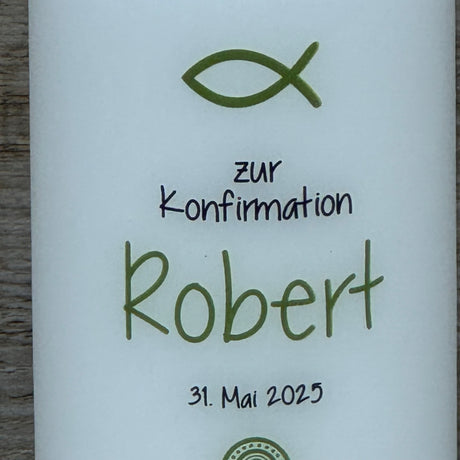 zur
Konfirmation
Robert
31. Mai 2025